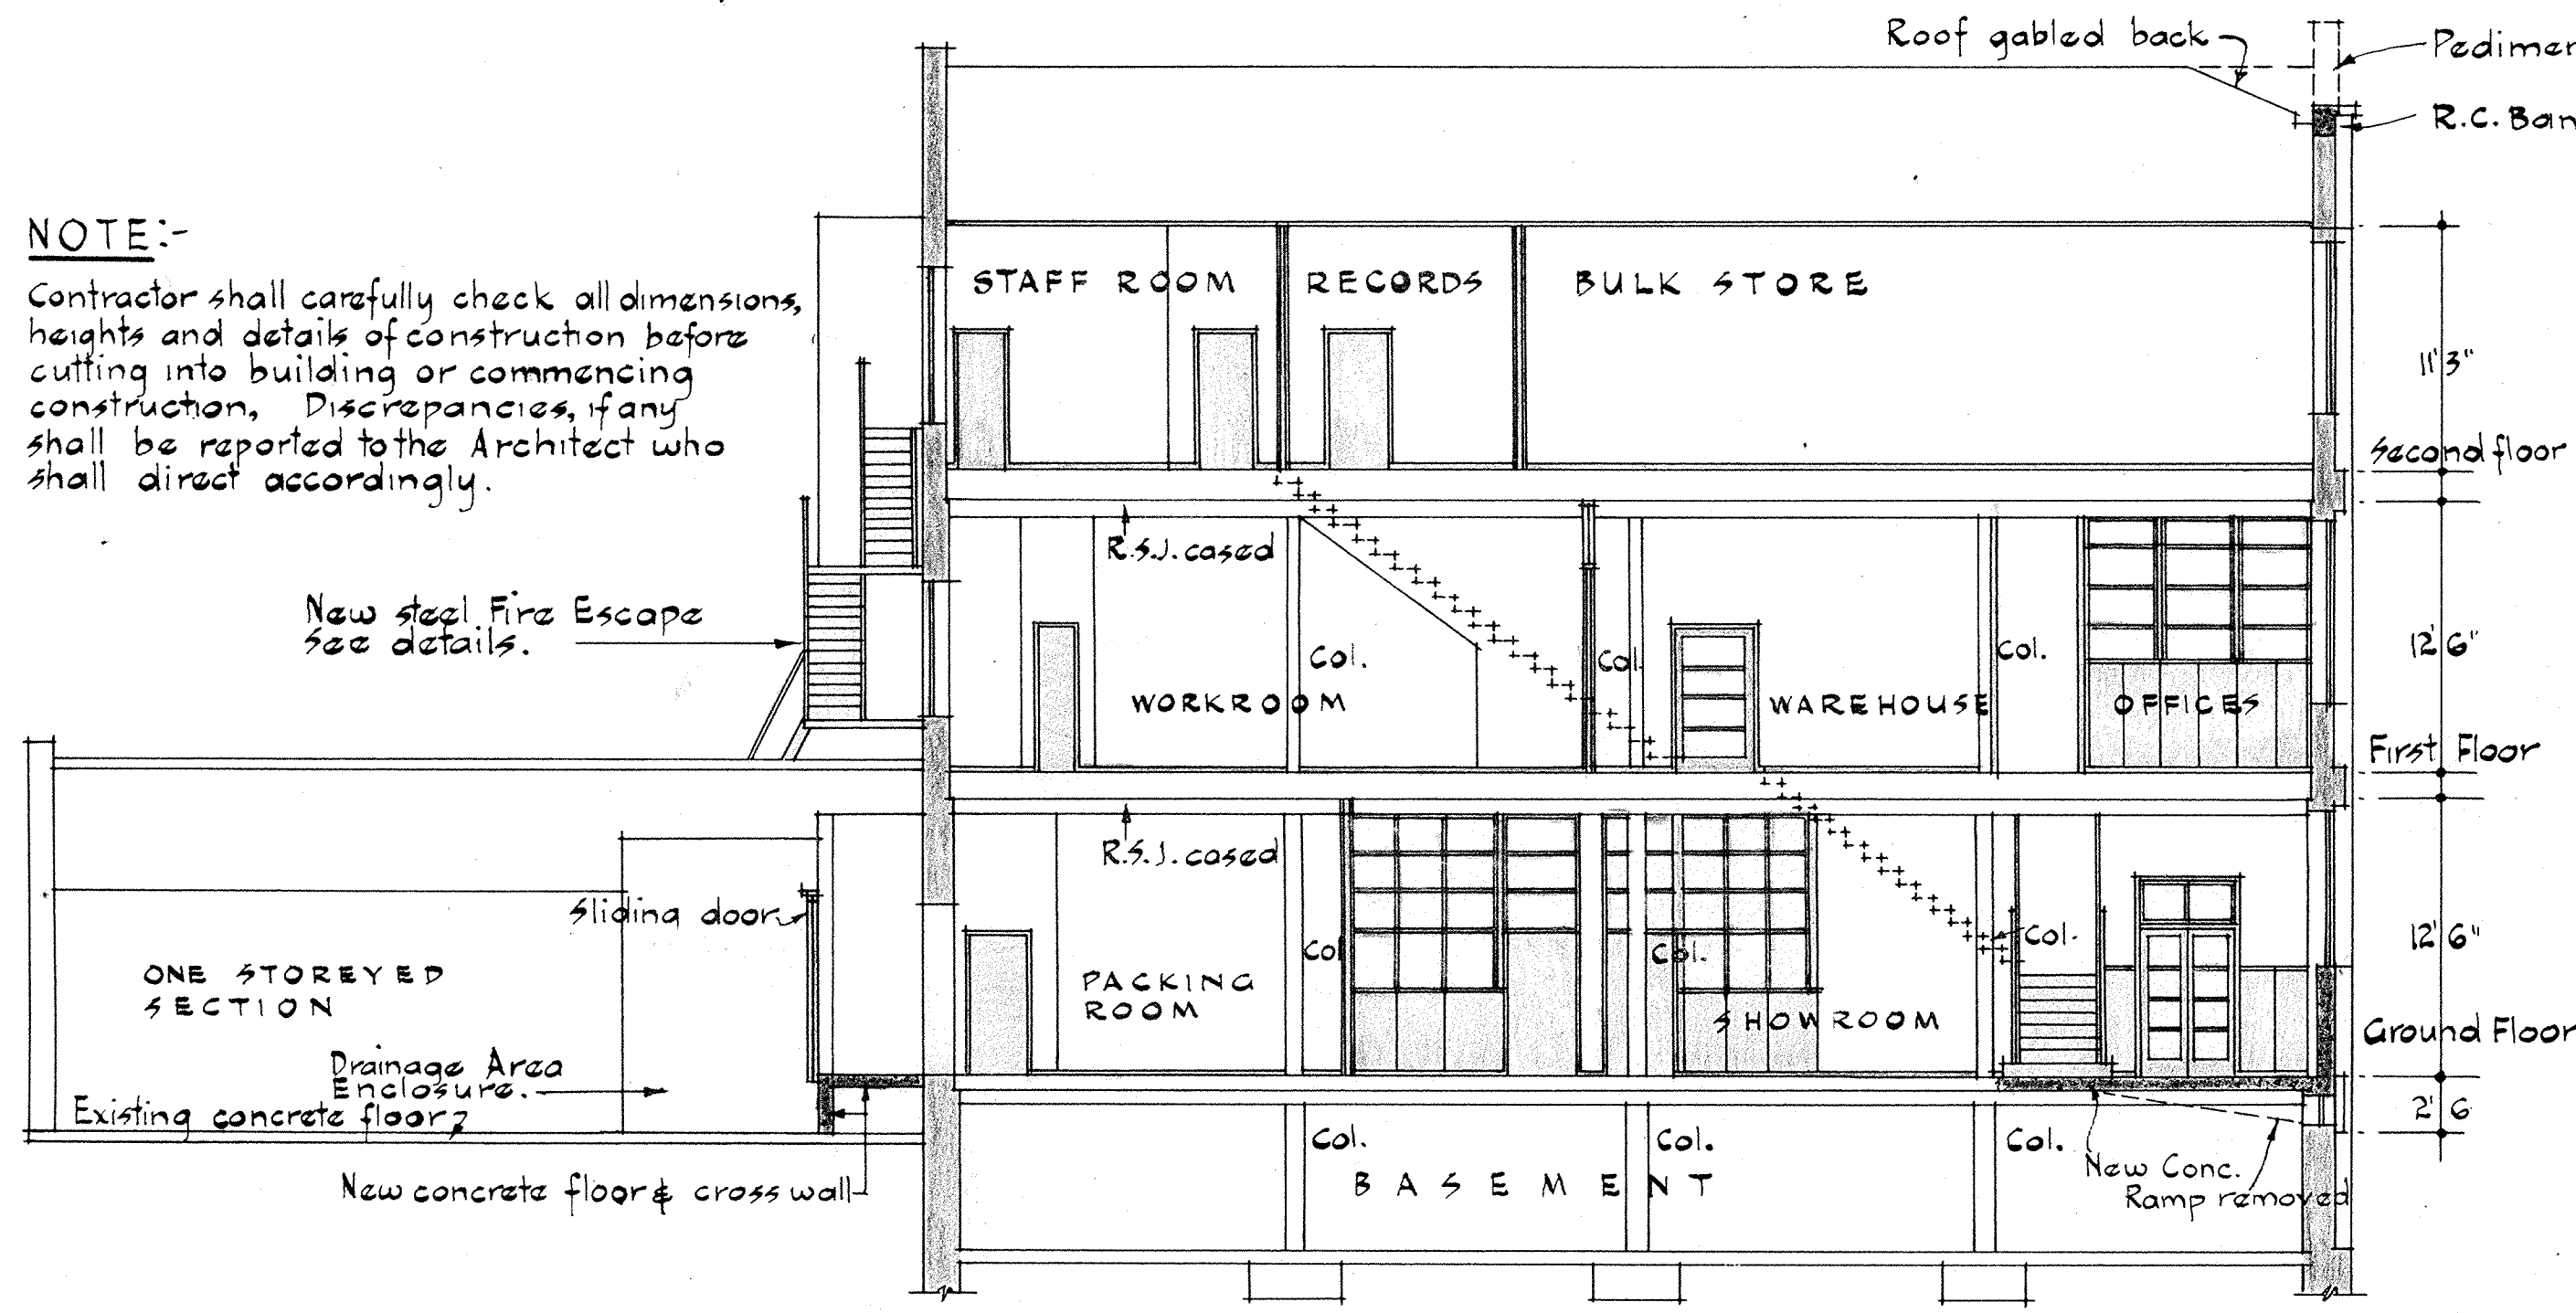 Roof gabled back
Pedimen
R.C. Ban
NOTE:-
Contractor shall carefully check all dimensions,
heights and details of construction before
cutting into building or commencing
construction, Discrepancies, if any
shall be reported to the Architect who
shall direct accordingly.
STAFF ROOM
RECORDS
BULK STORE
11' 3"
Second floor
R.S.J. cased
New steel Fire Escape
See details.
Col.
Col.
Col.
12' 6"
WORKROOM
WAREHOUSE
OFFICES
First Floor
R.S.J. cased
Sliding door
Col.
Col.
Col.
12' 6"
ONE STOREYED
SECTION
PACKING
ROOM
SHOWROOM
Ground Floor
Drainage Area
Enclosure.
Existing concrete floor
2' 6
Col.
Col.
Col.
New concrete floor & cross wall
BASEMENT
New Conc.
Ramp removed